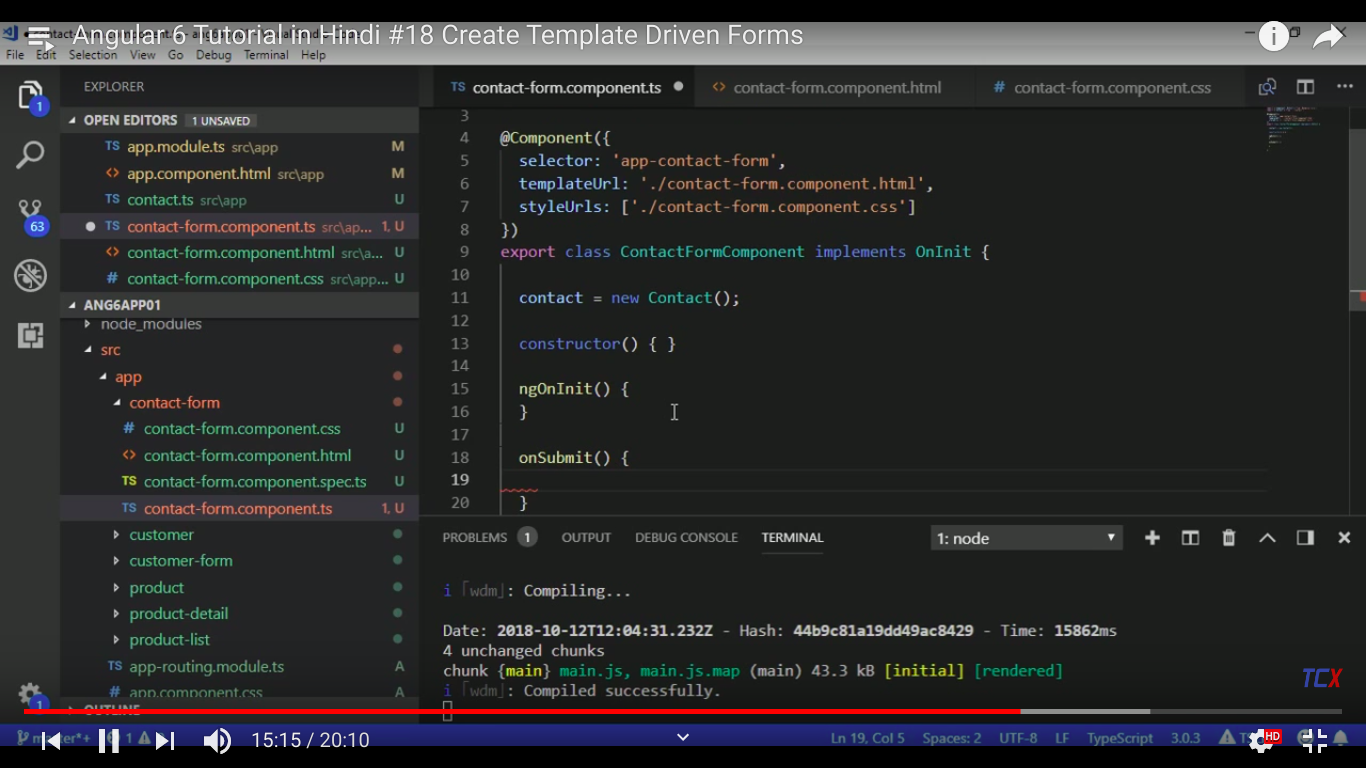 Angular 6 Tutorial in Hindi #18 Create Template Driven Forms
File Edit Selection View Go Debug Terminal Help
EXPLORER
OPEN EDITORS 1 UNSAVED
TS app.module.ts src\app M
<> app.component.html src\app M
TS contact.ts src\app U
TS contact-form.component.ts src\ap... 1, U
<> contact-form.component.html src\a... U
# contact-form.component.css src\app... U
ANG6APP01
node_modules
src
app
contact-form
# contact-form.component.css U
<> contact-form.component.html U
TS contact-form.component.spec.ts U
TS contact-form.component.ts 1, U
customer
customer-form
product
product-detail
product-list
TS app-routing.module.ts A
# app.component.css A
OUTLINE
1
63
1
TS contact-form.component.ts
<> contact-form.component.html
# contact-form.component.css
3
4 @Component({
5 selector: 'app-contact-form',
6 templateUrl: './contact-form.component.html',
7 styleUrls: ['./contact-form.component.css']
8 })
9 export class ContactFormComponent implements OnInit {
10
11 contact = new Contact();
12
13 constructor() { }
14
15 ngOnInit() {
16 }
17
18 onSubmit() {
19
20 }
PROBLEMS 1 OUTPUT DEBUG CONSOLE TERMINAL 1: node
i ｢wdm｣: Compiling...
Date: 2018-10-12T12:04:31.232Z - Hash: 44b9c81a19dd49ac8429 - Time: 15862ms
4 unchanged chunks
chunk {main} main.js, main.js.map (main) 43.3 kB [initial] [rendered]
i ｢wdm｣: Compiled successfully.
TCX
15:15 / 20:10
Ln 19, Col 5 Spaces: 2 UTF-8 LF TypeScript 3.0.3
HD